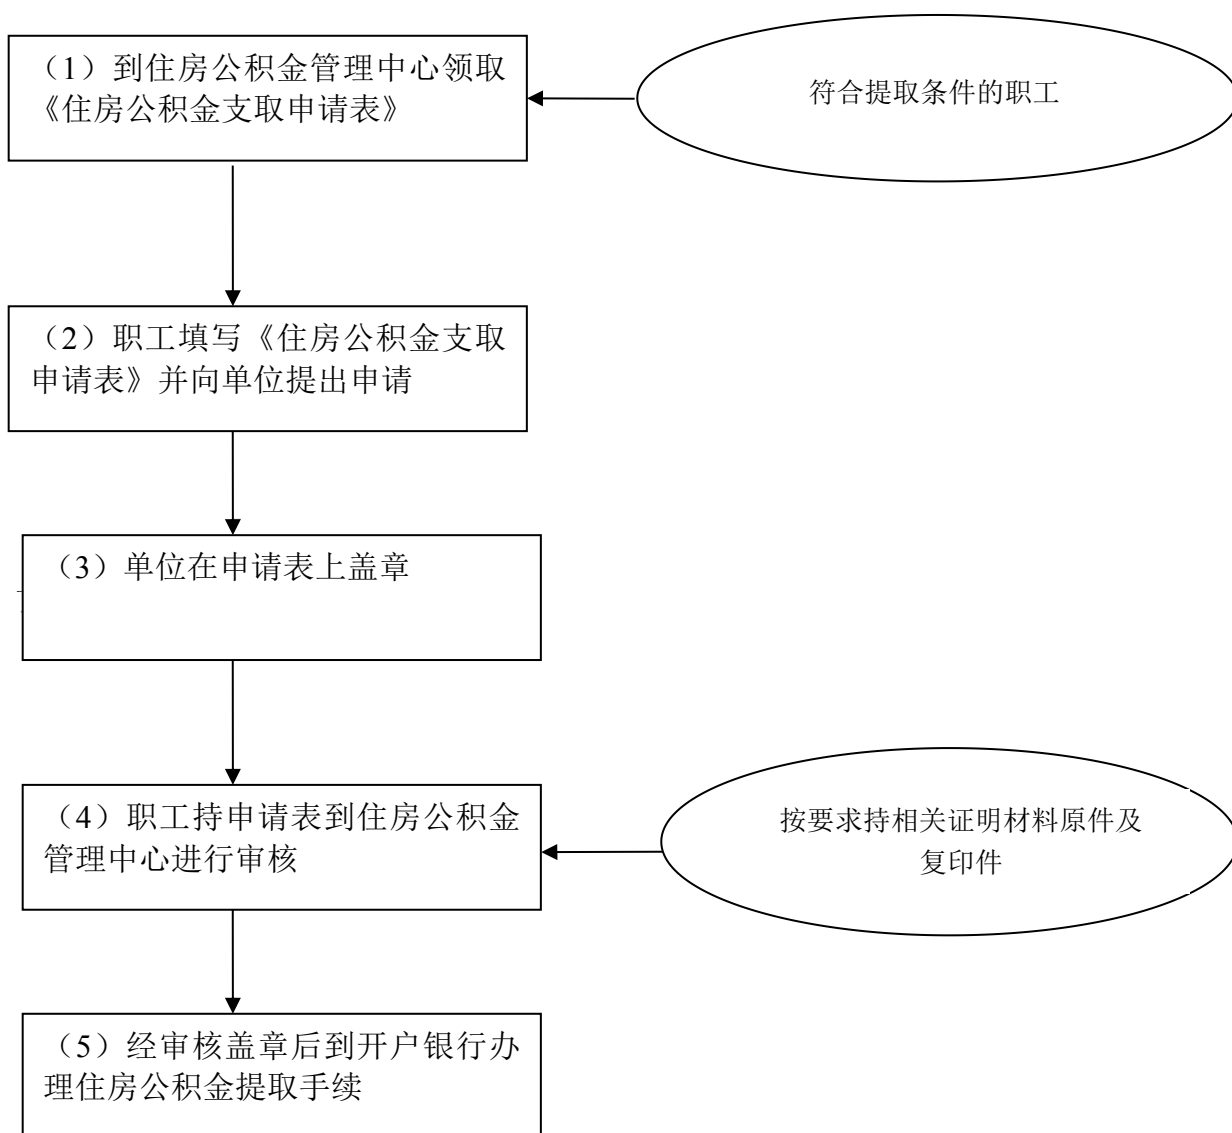 （1）到住房公积金管理中心领取
《住房公积金支取申请表》
符合提取条件的职工
（2）职工填写《住房公积金支取
申请表》并向单位提出申请
（3）单位在申请表上盖章
（4）职工持申请表到住房公积金
管理中心进行审核
按要求持相关证明材料原件及
复印件
（5）经审核盖章后到开户银行办
理住房公积金提取手续